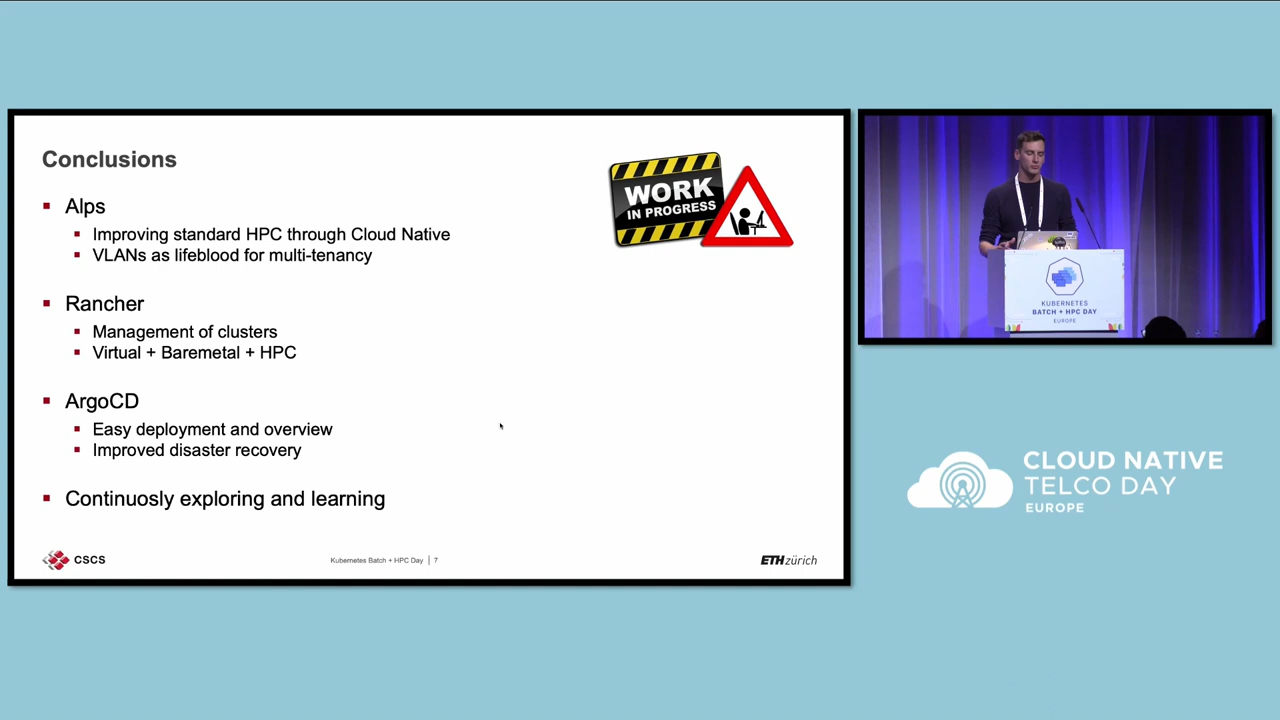 Conclusions
Alps
Improving standard HPC through Cloud Native
VLANs as lifeblood for multi-tenancy
Rancher
Management of clusters
Virtual + Baremetal + HPC
ArgoCD
Easy deployment and overview
Improved disaster recovery
Continuosly exploring and learning
WORK
IN PROGRESS
CSCS
Kubernetes Batch + HPC Day | 7
ETH zürich
KUBERNETES
BATCH + HPC DAY
EUROPE
CLOUD NATIVE
TELCO DAY
EUROPE